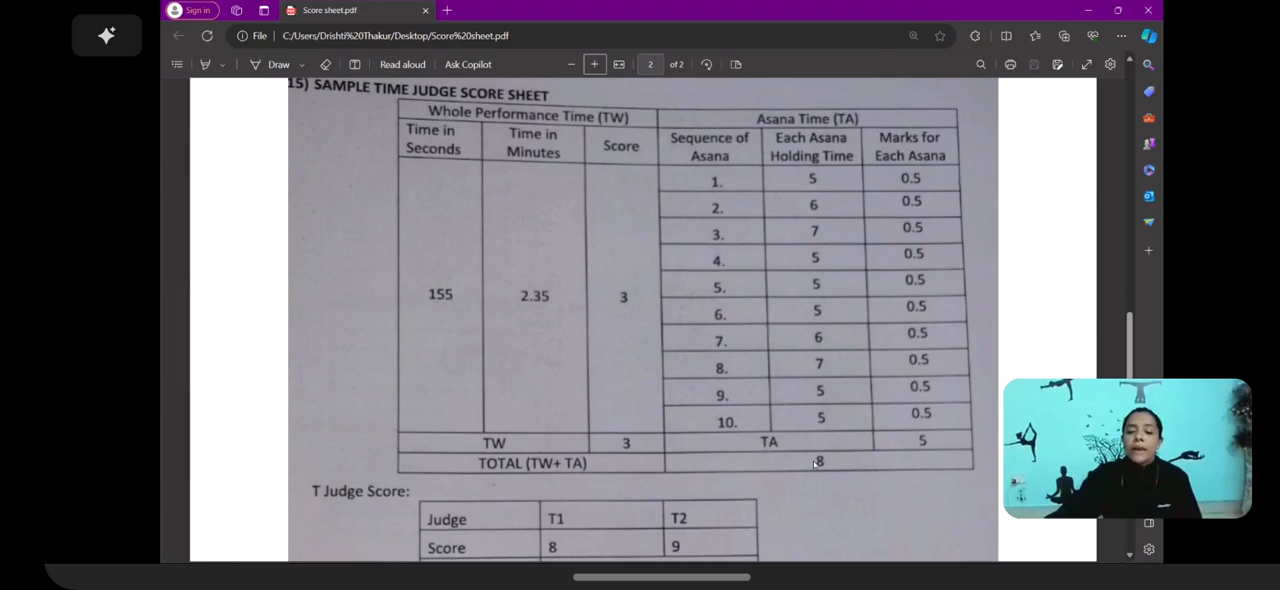 Sign in
Score sheet.pdf
File
C:/Users/Drishti%20Thakur/Desktop/Score%20sheet.pdf
Draw
Read aloud
Ask Copilot
2
of 2
15) SAMPLE TIME JUDGE SCORE SHEET
Whole Performance Time (TW) Asana Time (TA)
Time in Seconds Time in Minutes Score Sequence of Asana Each Asana Holding Time Marks for Each Asana
1. 5 0.5
2. 6 0.5
3. 7 0.5
4. 5 0.5
5. 5 0.5
155 2.35 3
6. 5 0.5
7. 6 0.5
8. 7 0.5
9. 5 0.5
10. 5 0.5
TW 3 TA 5
TOTAL (TW+ TA) 8
T Judge Score:
Judge T1 T2
Score 8 9